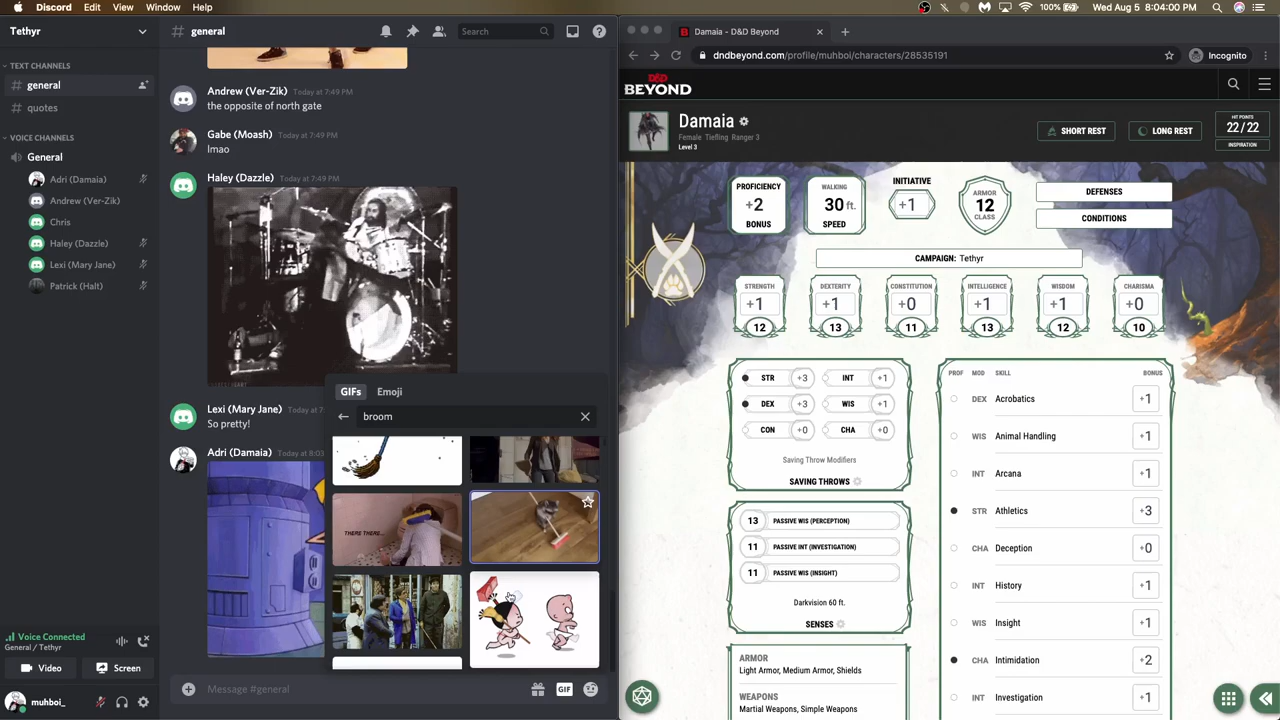 Discord File Edit View Window Help
Wed Aug 5 8:04:50 PM
Tethyr
# general
Search
TEXT CHANNELS
general
# quotes
VOICE CHANNELS
General
Adri (Damaia)
Andrew (Ver-Zik)
Chris
Haley (Dazzle)
Lexi (Mary Jane)
Patrick (Halt)
Voice Connected
General / Tethyr
Video
Screen
muhboi_
Andrew (Ver-Zik) Today at 7:49 PM
the opposite of north gate
Gabe (Moash) Today at 7:49 PM
lmao
Haley (Dazzle) Today at 7:49 PM
Lexi (Mary Jane) Today at 7
So pretty!
Adri (Damaia) Today at 8:03
GIFs Emoji
broom
THERE THERE...
Message #general
GIF
Damaia - D&D Beyond
dndbeyond.com/profile/muhboi/characters/28535191
Incognito
D&D
BEYOND
Damaia
Female Tiefling Ranger 3
Level 3
SHORT REST
LONG REST
HIT POINTS
22/22
INSPIRATION
PROFICIENCY
+2
BONUS
WALKING
30 ft.
SPEED
INITIATIVE
+1
ARMOR
12
CLASS
DEFENSES
CONDITIONS
CAMPAIGN: Tethyr
STRENGTH
+1
12
DEXTERITY
+1
13
CONSTITUTION
+0
11
INTELLIGENCE
+1
13
WISDOM
+1
12
CHARISMA
+0
10
STR +3 INT +1
DEX +3 WIS +1
CON +0 CHA +0
Saving Throw Modifiers
SAVING THROWS
13 PASSIVE WIS (PERCEPTION)
11 PASSIVE INT (INVESTIGATION)
11 PASSIVE WIS (INSIGHT)
Darkvision 60 ft.
SENSES
ARMOR
Light Armor, Medium Armor, Shields
WEAPONS
Martial Weapons, Simple Weapons
PROF MOD SKILL BONUS
DEX Acrobatics +1
WIS Animal Handling +1
INT Arcana +1
STR Athletics +3
CHA Deception +0
INT History +1
WIS Insight +1
CHA Intimidation +2
INT Investigation +1